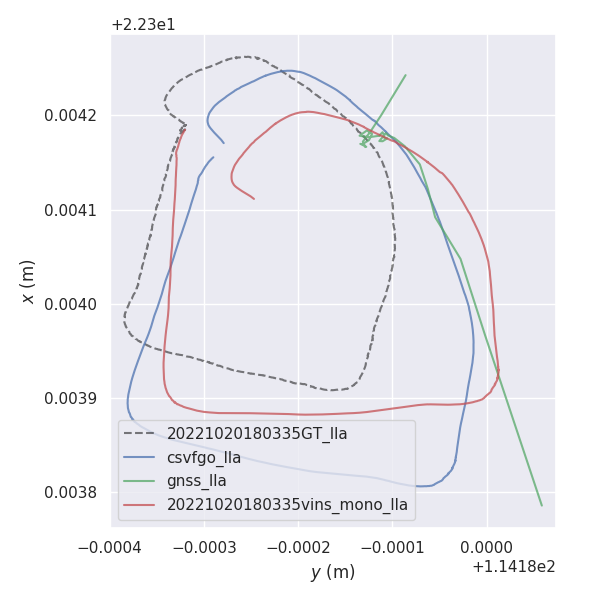 +2.23e1
0.0042
0.0041
0.0040
0.0039
0.0038
x (m)
20221020180335GT_lla
csvfgo_lla
gnss_lla
20221020180335vins_mono_lla
−0.0004 −0.0003 −0.0002 −0.0001 0.0000
+1.1418e2
y (m)